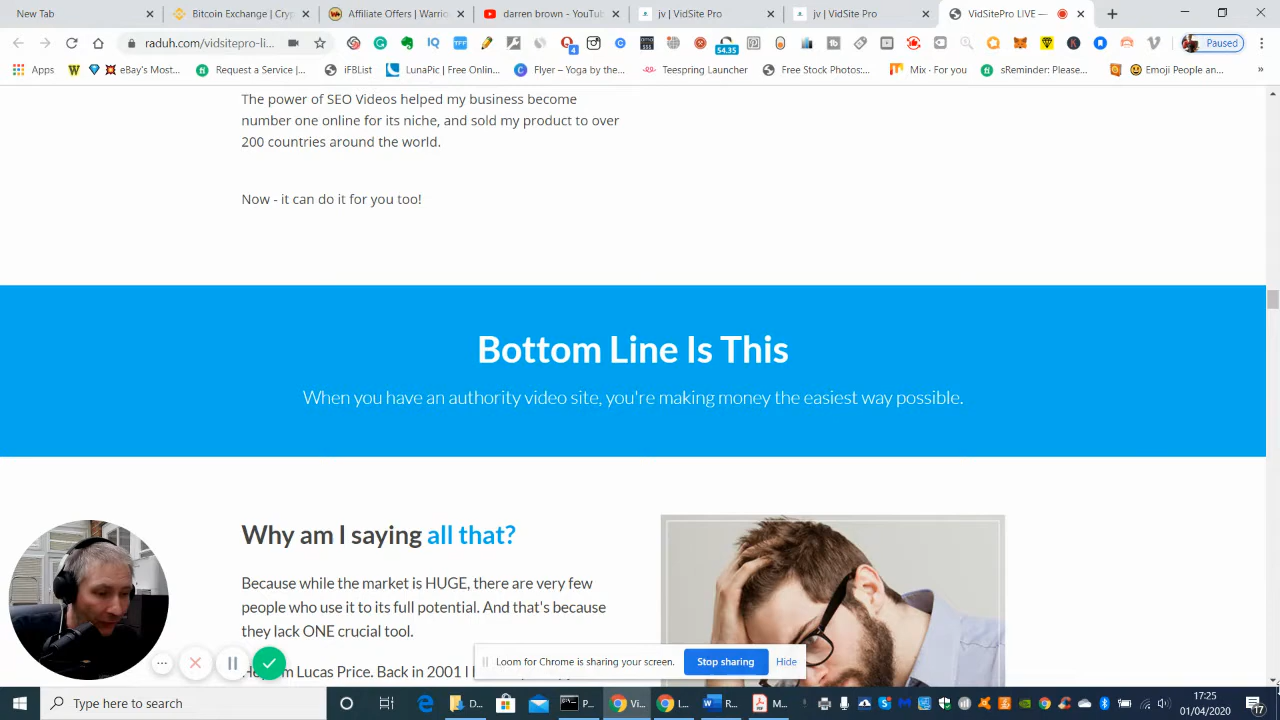 New Tab
Bitcoin Exchange | Cryp
Affiliate Offers | Warrio
darren brown - YouTu
jv | VidSite Pro
jv | VidSite Pro
VidSitePro LIVE —
raduh.com/vidsitepro-li...
Paused
Apps
eBay's Most...
Request a Service |...
iFBList
LunaPic | Free Onlin...
Flyer – Yoga by the...
Teespring Launcher
Free Stock Photos:...
Mix · For you
sReminder: Please...
Emoji People an...
The power of SEO Videos helped my business become
number one online for its niche, and sold my product to over
200 countries around the world.
Now - it can do it for you too!
Bottom Line Is This
When you have an authority video site, you're making money the easiest way possible.
Why am I saying all that?
Because while the market is HUGE, there are very few
people who use it to its full potential. And that's because
they lack ONE crucial tool.
Lucas Price. Back in 2001 I
Loom for Chrome is sharing your screen.
Stop sharing
Hide
Type here to search
D...
P...
Vi...
L...
W...
M...
17:25
01/04/2020
17